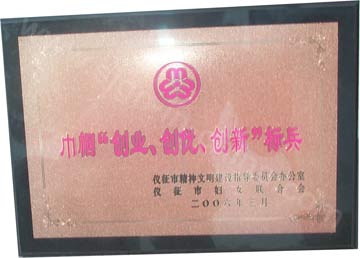 巾帼“创业、创优、创新”标兵
仪征市精神文明建设指导委员会办公室
仪征市妇女联合会
二〇〇六年三月